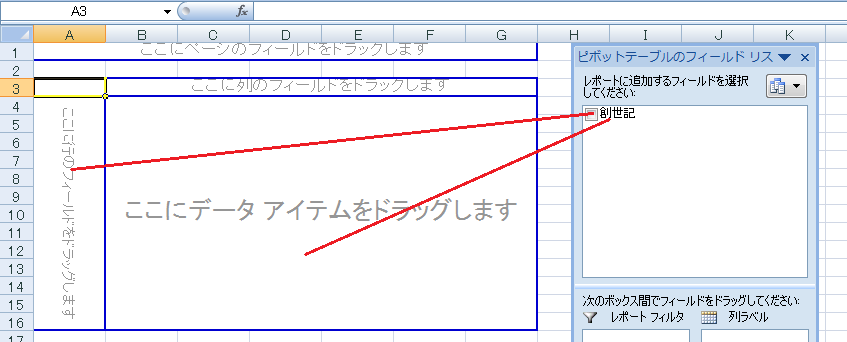 A3
fx
A B C D E F G H I J K
1 ここにページのフィールドをドラッグします
2
3 ここに列のフィールドをドラッグします
4
5
6
7
8
9
10
11
12
13
14
15
16
17
ここに行のフィールドをドラッグします
ここにデータ アイテムをドラッグします
ピボットテーブルのフィールド リス
レポートに追加するフィールドを選択
してください:
創世記
次のボックス間でフィールドをドラッグしてください:
レポート フィルタ
列ラベル